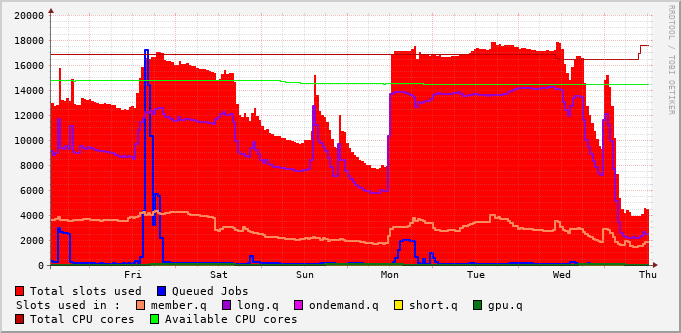 20000
18000
16000
14000
12000
10000
8000
6000
4000
2000
0
Fri Sat Sun Mon Tue Wed Thu
RRDTOOL / TOBI OETIKER
Total slots used Queued Jobs
Slots used in : member.q long.q ondemand.q short.q gpu.q
Total CPU cores Available CPU cores